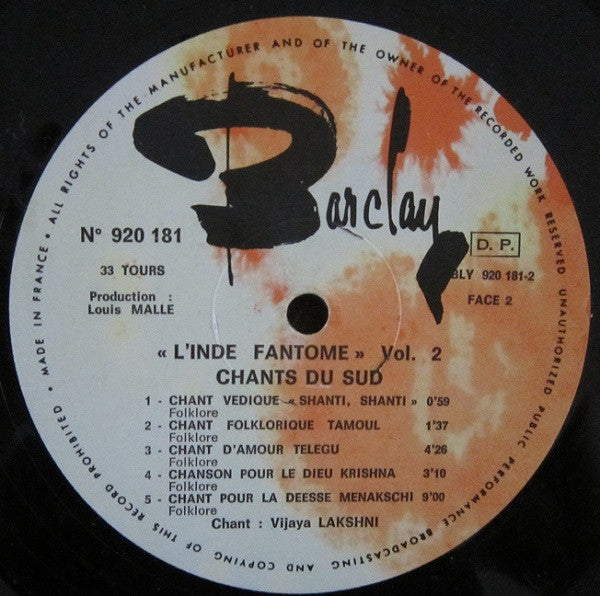 MADE IN FRANCE • ALL RIGHTS OF THE MANUFACTURER AND OF THE OWNER OF THE RECORDED WORK RESERVED UNAUTHORIZED PUBLIC PERFORMANCE BROADCASTING AND COPYING OF THIS RECORD PROHIBITED •
Barclay
N° 920 181
D. P.
33 TOURS
BLY 920 181-2
Production :
Louis MALLE
FACE 2
« L'INDE FANTOME » Vol. 2
CHANTS DU SUD
1 - CHANT VEDIQUE « SHANTI, SHANTI » 0'59
Folklore
2 - CHANT FOLKLORIQUE TAMOUL 1'37
Folklore
3 - CHANT D'AMOUR TELEGU 4'26
Folklore
4 - CHANSON POUR LE DIEU KRISHNA 3'10
Folklore
5 - CHANT POUR LA DEESSE MENAKSCHI 9'00
Folklore
Chant : Vijaya LAKSHNI